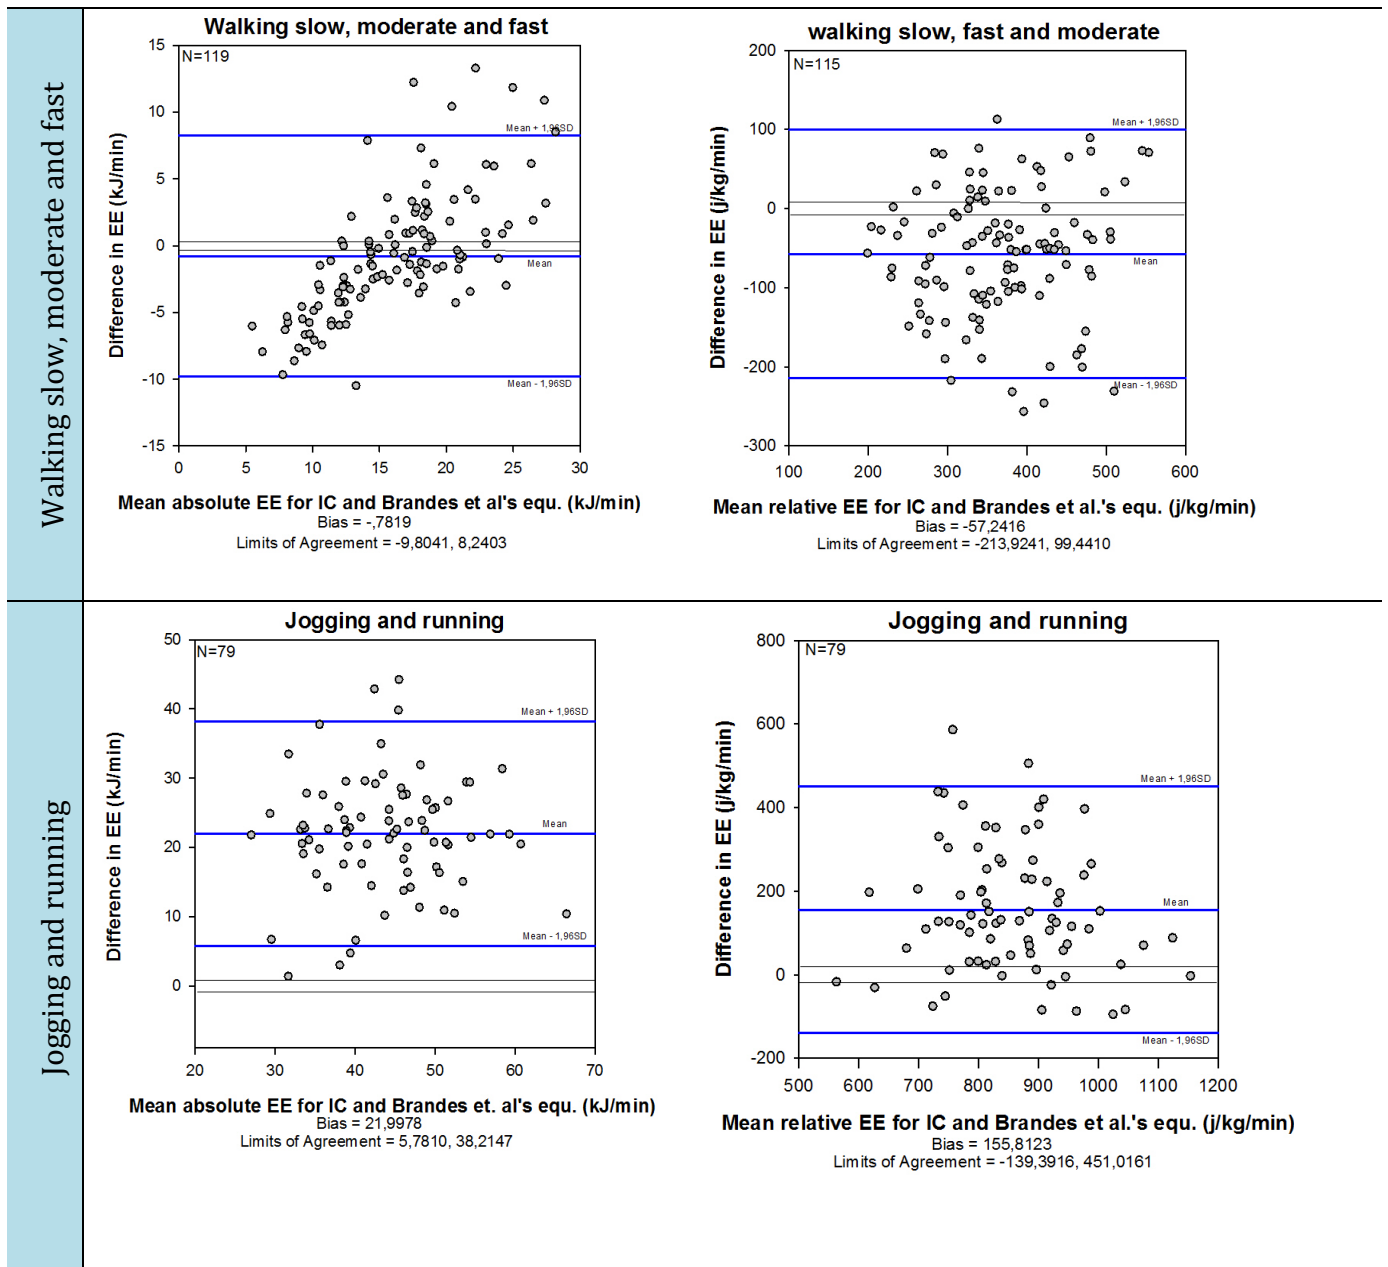 Walking slow, moderate and fast
Walking slow, moderate and fast
N=119
15
10
5
0
-5
-10
-15
Difference in EE (kJ/min)
Mean + 1,96SD
Mean
Mean - 1,96SD
0 5 10 15 20 25 30
Mean absolute EE for IC and Brandes et al's equ. (kJ/min)
Bias = -,7819
Limits of Agreement = -9,8041, 8,2403
walking slow, fast and moderate
N=115
200
100
0
-100
-200
-300
Difference in EE (j/kg/min)
Mean + 1,96SD
Mean
Mean - 1,96SD
100 200 300 400 500 600
Mean relative EE for IC and Brandes et al.'s equ. (j/kg/min)
Bias = -57,2416
Limits of Agreement = -213,9241, 99,4410
Jogging and running
Jogging and running
N=79
50
40
30
20
10
0
Difference in EE (kJ/min)
Mean + 1,96SD
Mean
Mean - 1,96SD
20 30 40 50 60 70
Mean absolute EE for IC and Brandes et. al's equ. (kJ/min)
Bias = 21,9978
Limits of Agreement = 5,7810, 38,2147
Jogging and running
N=79
800
600
400
200
0
-200
Difference in EE (j/kg/min)
Mean + 1,96SD
Mean
Mean - 1,96SD
500 600 700 800 900 1000 1100 1200
Mean relative EE for IC and Brandes et al.'s equ. (j/kg/min)
Bias = 155,8123
Limits of Agreement = -139,3916, 451,0161